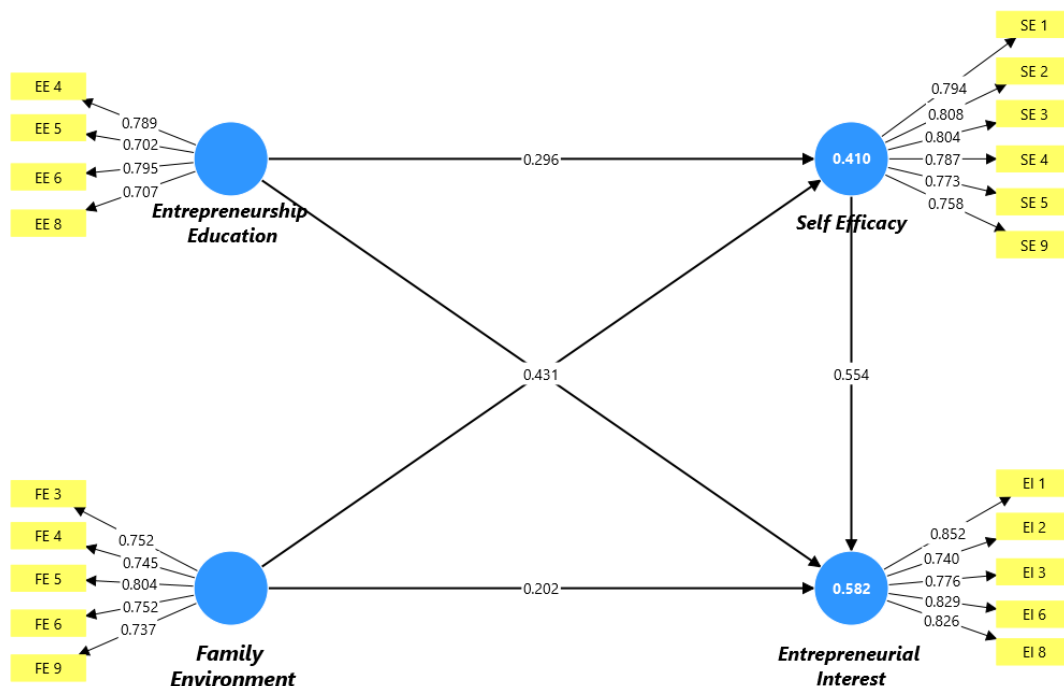 SE 1
SE 2
SE 3
SE 4
SE 5
SE 9
0.794
0.808
0.804
0.787
0.773
0.758
EE 4
EE 5
EE 6
EE 8
0.789
0.702
0.795
0.707
Entrepreneurship
Education
0.296
0.410
Self Efficacy
0.431
0.554
FE 3
FE 4
FE 5
FE 6
FE 9
0.752
0.745
0.804
0.752
0.737
Family
Environment
0.202
0.582
Entrepreneurial
Interest
EI 1
EI 2
EI 3
EI 6
EI 8
0.852
0.740
0.776
0.829
0.826